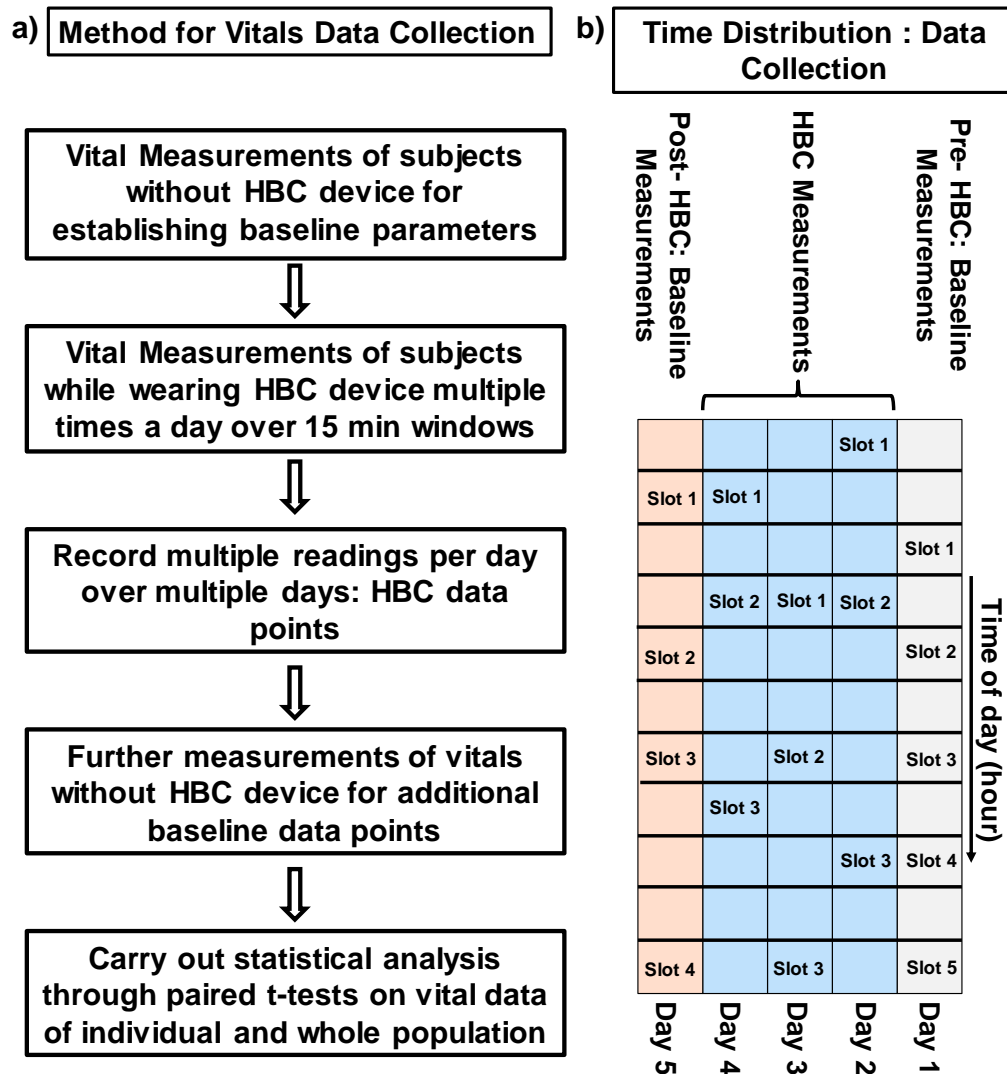 a)
Method for Vitals Data Collection
Vital Measurements of subjects
without HBC device for
establishing baseline parameters
Vital Measurements of subjects
while wearing HBC device multiple
times a day over 15 min windows
Record multiple readings per day
over multiple days: HBC data
points
Further measurements of vitals
without HBC device for additional
baseline data points
Carry out statistical analysis
through paired t-tests on vital data
of individual and whole population
b)
Time Distribution : Data
Collection
Post- HBC: Baseline
Measurements
HBC Measurements
Pre- HBC: Baseline
Measurements
Slot 1
Slot 1
Slot 1
Slot 1
Slot 2
Slot 1
Slot 2
Slot 2
Slot 2
Slot 3
Slot 2
Slot 3
Slot 3
Slot 3
Slot 4
Slot 4
Slot 3
Slot 5
Time of day (hour)
Day 5
Day 4
Day 3
Day 2
Day 1